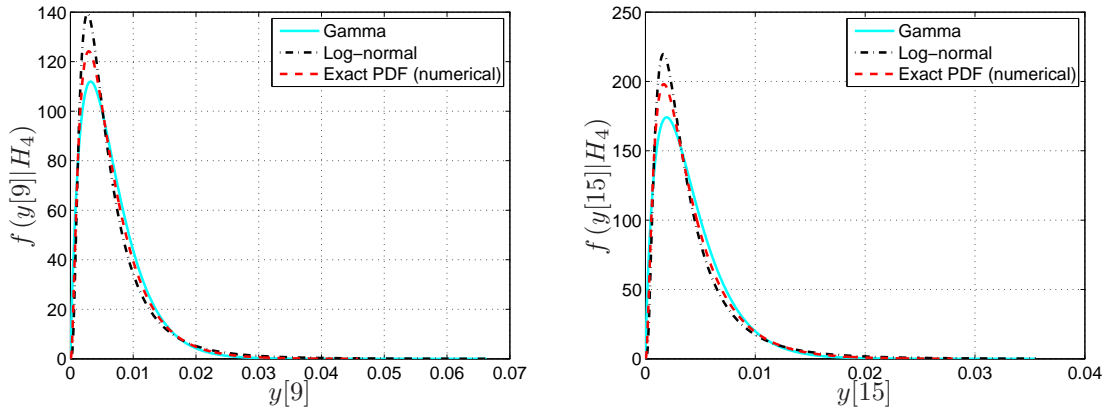 140
120
100
80
60
40
20
0
f (y[9]|H₄)
Gamma
Log−normal
Exact PDF (numerical)
0 0.01 0.02 0.03 0.04 0.05 0.06 0.07
y[9]
250
200
150
100
50
0
f (y[15]|H₄)
Gamma
Log−normal
Exact PDF (numerical)
0 0.01 0.02 0.03 0.04
y[15]